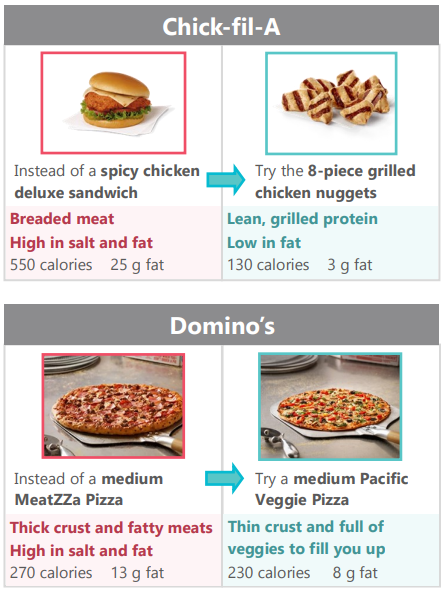 Chick-fil-A
Instead of a spicy chicken
deluxe sandwich
Try the 8-piece grilled
chicken nuggets
Breaded meat
High in salt and fat
550 calories 25 g fat
Lean, grilled protein
Low in fat
130 calories 3 g fat
Domino’s
Instead of a medium
MeatZZa Pizza
Try a medium Pacific
Veggie Pizza
Thick crust and fatty meats
High in salt and fat
270 calories 13 g fat
Thin crust and full of
veggies to fill you up
230 calories 8 g fat